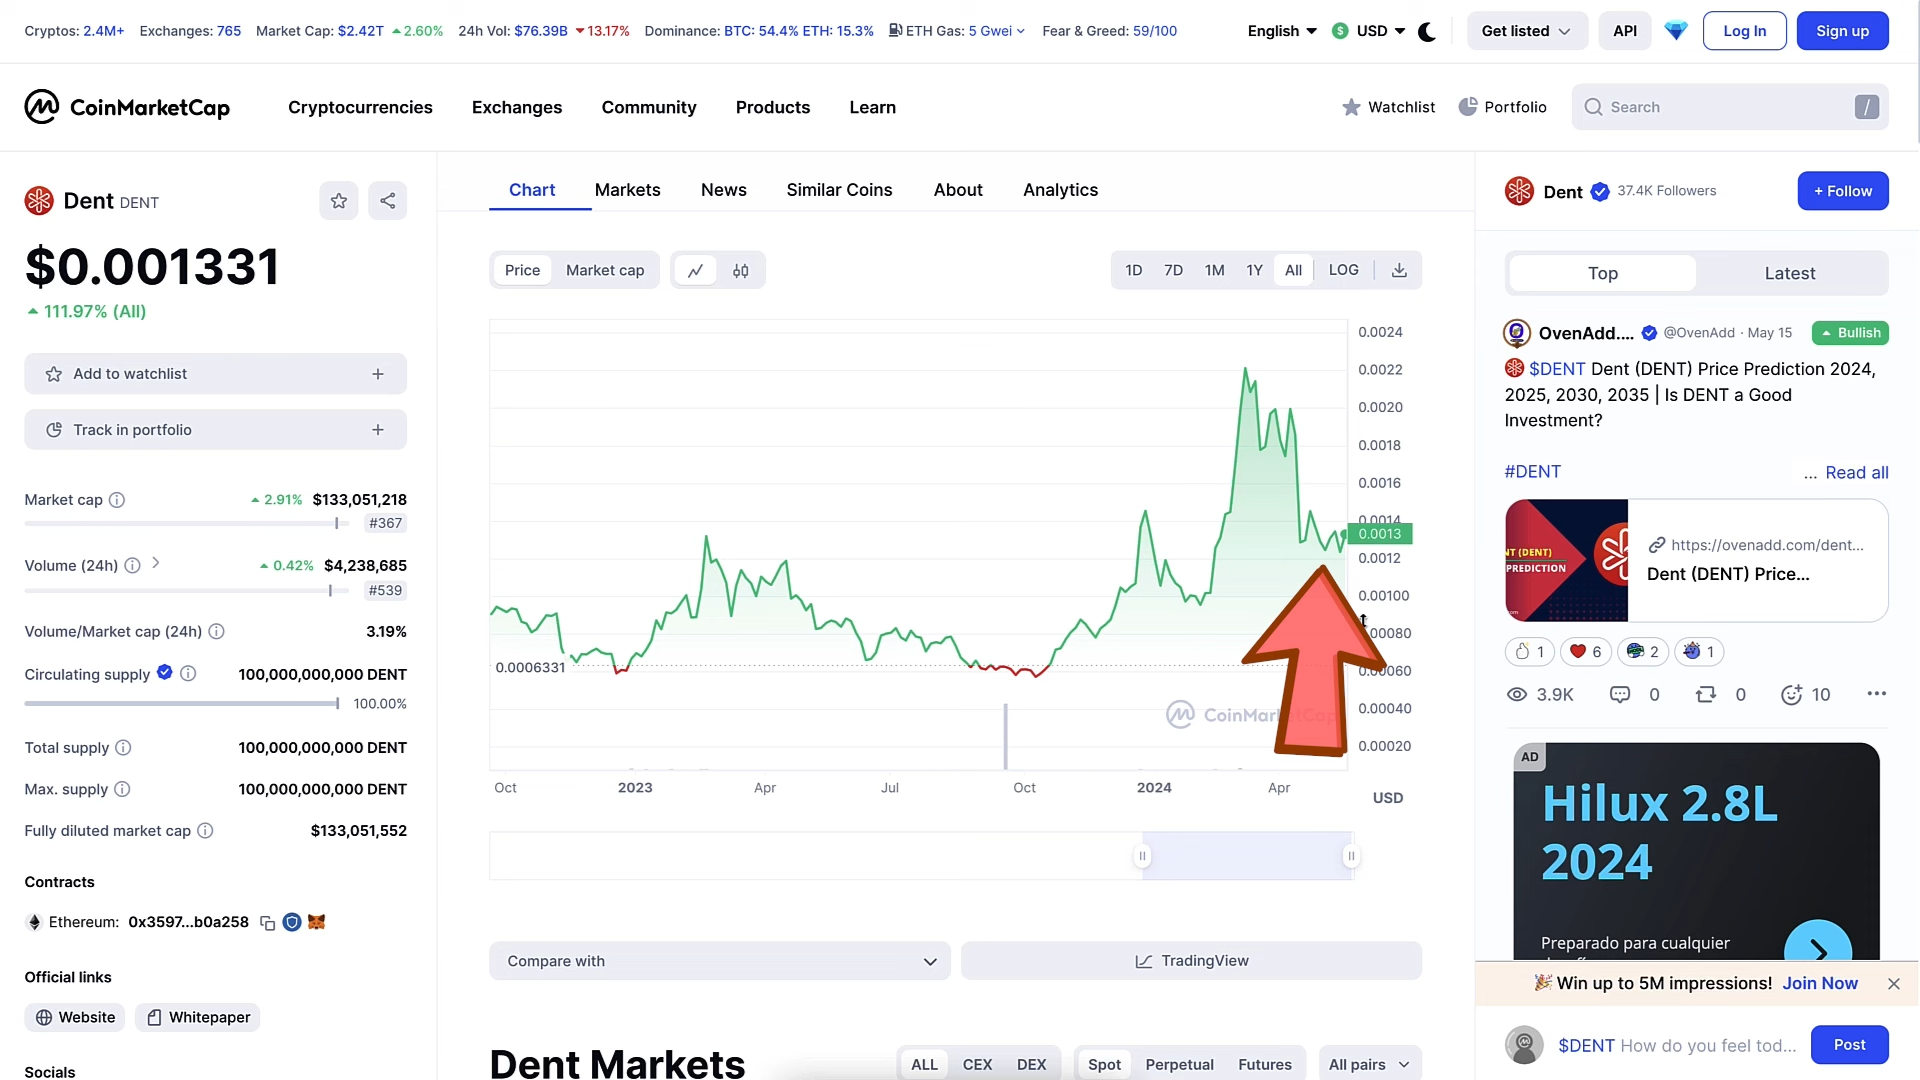 Cryptos: 2.4M+ Exchanges: 765 Market Cap: $2.42T 2.60% 24h Vol: $76.39B 13.17% Dominance: BTC: 54.4% ETH: 15.3% ETH Gas: 5 Gwei Fear & Greed: 59/100 English $ USD Get listed API Log In Sign up
CoinMarketCap Cryptocurrencies Exchanges Community Products Learn Watchlist Portfolio Search /
Dent DENT
$0.001331
111.97% (All)
Add to watchlist +
Track in portfolio +
Market cap 2.91% $133,051,218
#367
Volume (24h) 0.42% $4,238,685
#539
Volume/Market cap (24h) 3.19%
Circulating supply 100,000,000,000 DENT
100.00%
Total supply 100,000,000,000 DENT
Max. supply 100,000,000,000 DENT
Fully diluted market cap $133,051,552
Contracts
Ethereum: 0x3597...b0a258
Official links
Website Whitepaper
Socials
Chart Markets News Similar Coins About Analytics
Price Market cap 1D 7D 1M 1Y All LOG
0.0024
0.0022
0.0020
0.0018
0.0016
0.0014
0.0013
0.0012
0.00100
0.00080
0.0006331
0.00060
0.00040
0.00020
CoinMarketCap
Oct 2023 Apr Jul Oct 2024 Apr
USD
Compare with TradingView
Dent Markets ALL CEX DEX Spot Perpetual Futures All pairs
Dent 37.4K Followers + Follow
Top Latest
OvenAdd.... @OvenAdd · May 15 Bullish
$DENT Dent (DENT) Price Prediction 2024,
2025, 2030, 2035 | Is DENT a Good
Investment?
#DENT ... Read all
NT (DENT)
PREDICTION
https://ovenadd.com/dent...
Dent (DENT) Price...
1 6 2 1
3.9K 0 0 10
AD
Hilux 2.8L
2024
Preparado para cualquier
Win up to 5M impressions! Join Now
$DENT How do you feel tod... Post